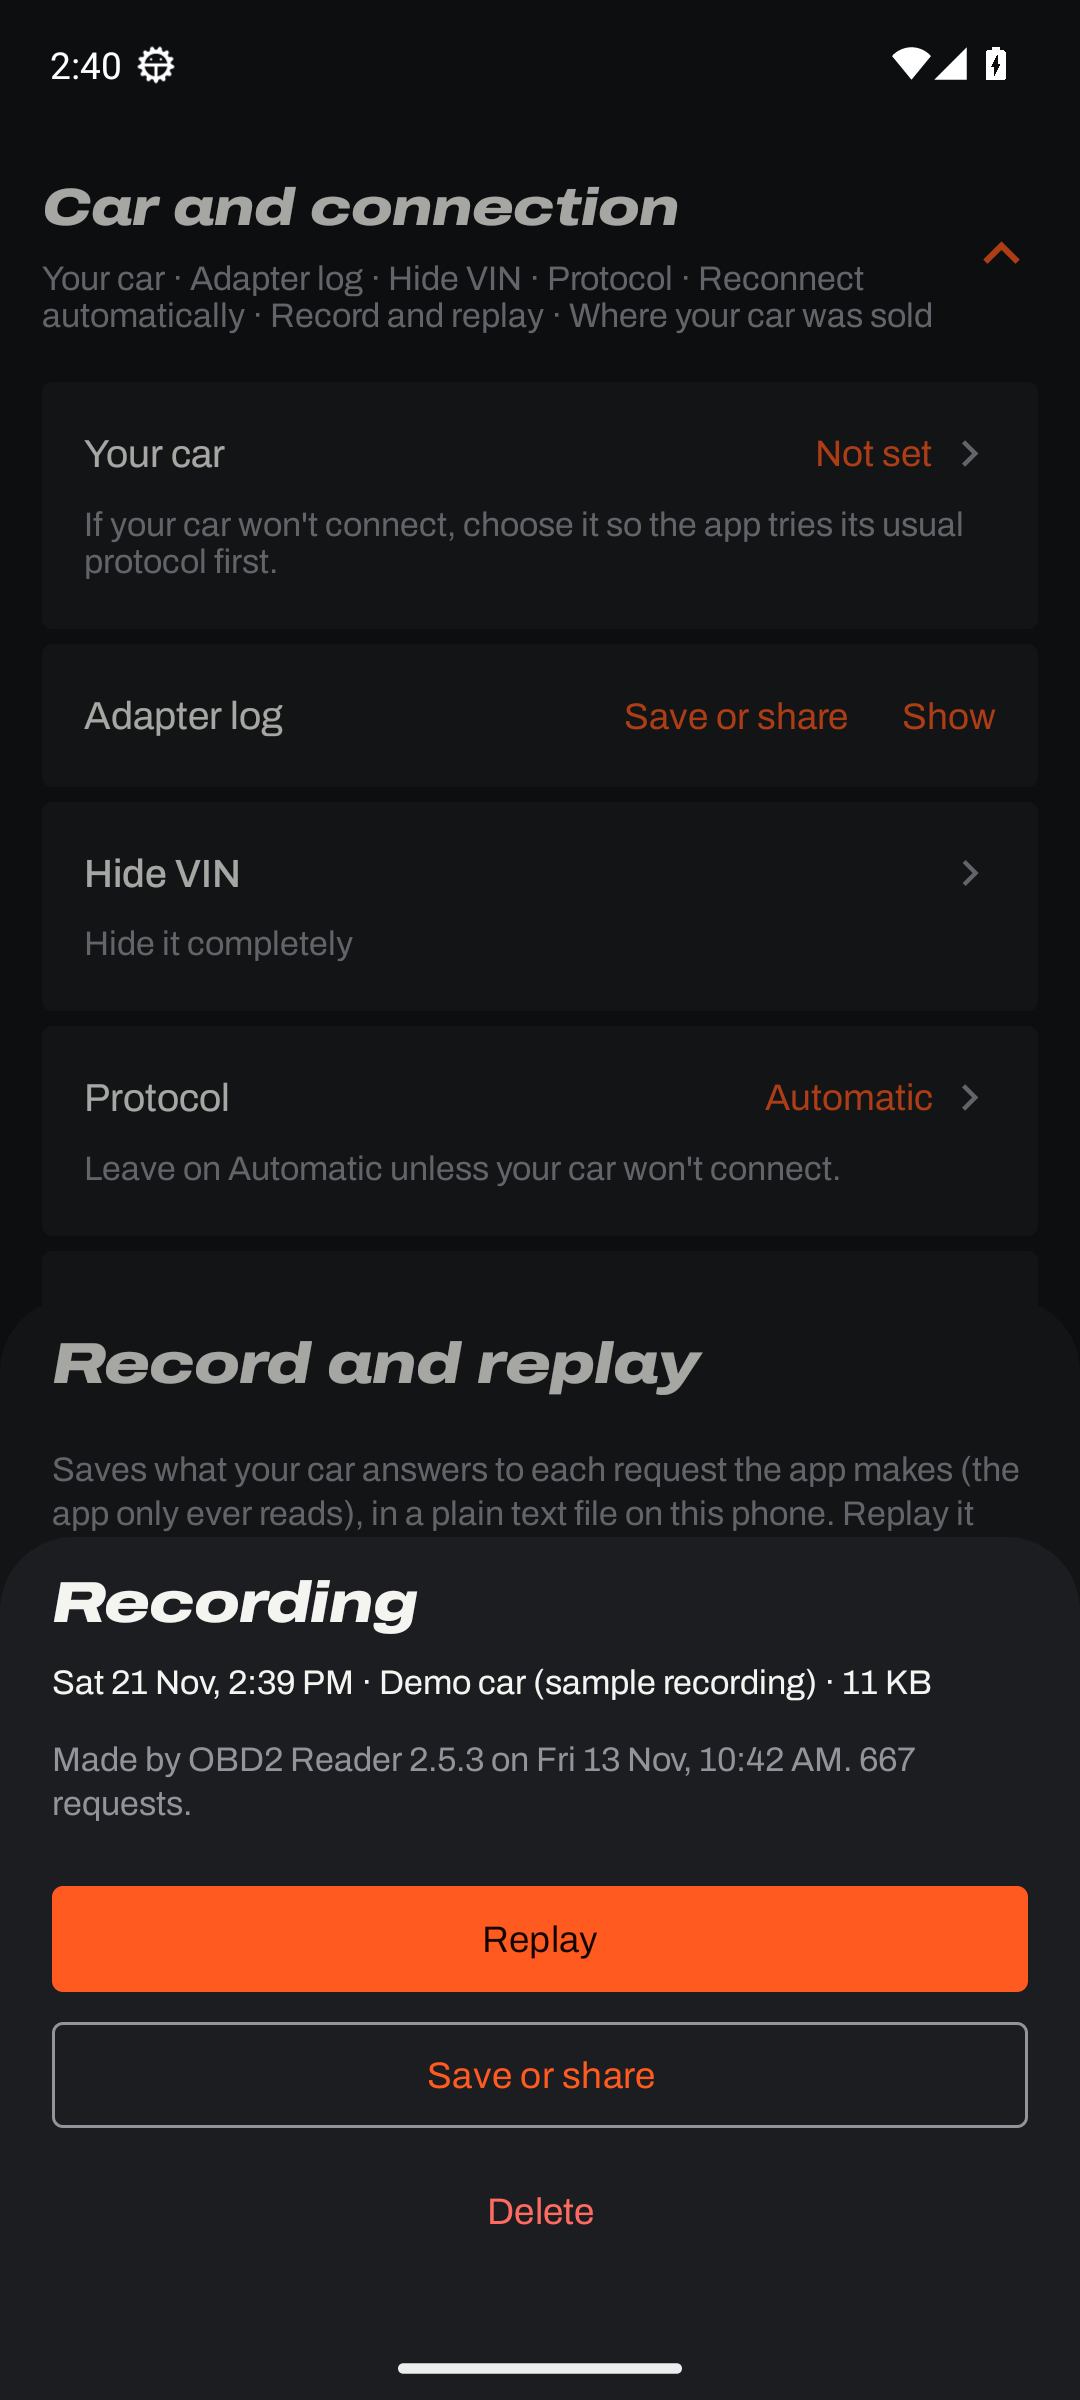 2:40
Car and connection
Your car · Adapter log · Hide VIN · Protocol · Reconnect
automatically · Record and replay · Where your car was sold
Your car
Not set
If your car won't connect, choose it so the app tries its usual
protocol first.
Adapter log
Save or share
Show
Hide VIN
Hide it completely
Protocol
Automatic
Leave on Automatic unless your car won't connect.
Record and replay
Saves what your car answers to each request the app makes (the
app only ever reads), in a plain text file on this phone. Replay it
Recording
Sat 21 Nov, 2:39 PM · Demo car (sample recording) · 11 KB
Made by OBD2 Reader 2.5.3 on Fri 13 Nov, 10:42 AM. 667
requests.
Replay
Save or share
Delete